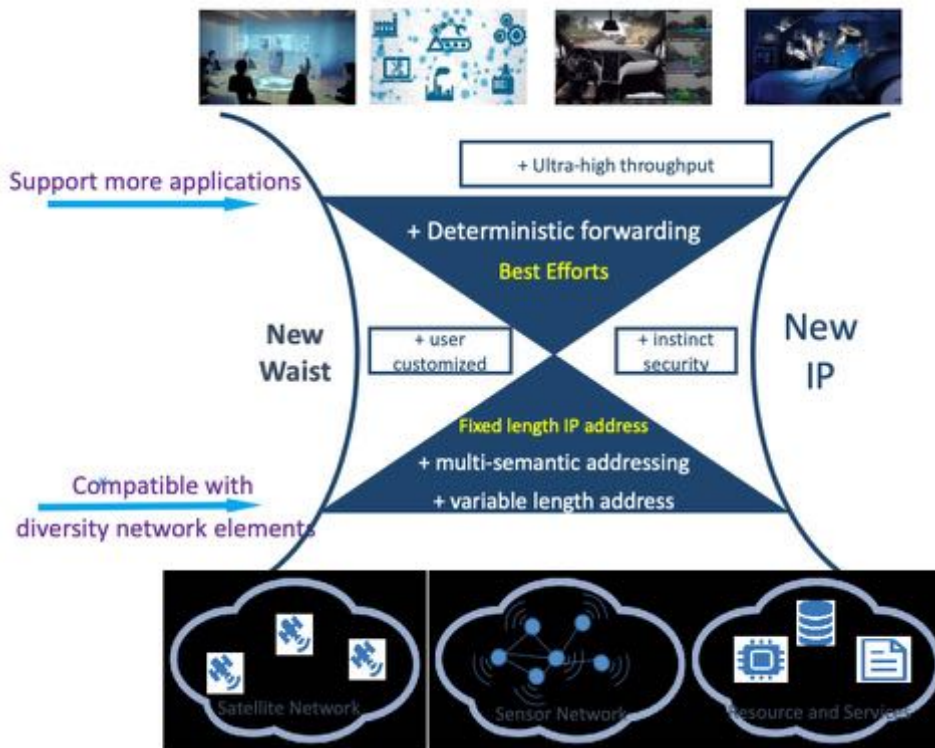 + Ultra-high throughput
Support more applications
+ Deterministic forwarding
Best Efforts
New
Waist
+ user
customized
+ instinct
security
New
IP
Fixed length IP address
+ multi-semantic addressing
+ variable length address
Compatible with
diversity network elements
Satellite Network
Sensor Network
Resource and Services